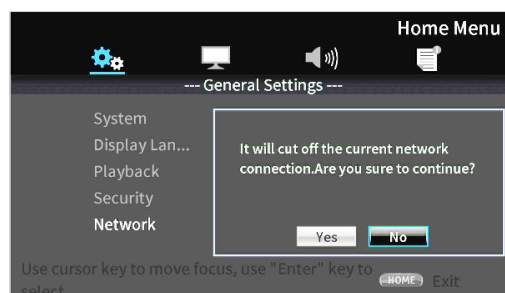 Home Menu
--- General Settings ---
System
Display Lan...
Playback
Security
Network
It will cut off the current network
connection.Are you sure to continue?
Yes
No
Use cursor key to move focus, use "Enter" key to
select
HOME Exit